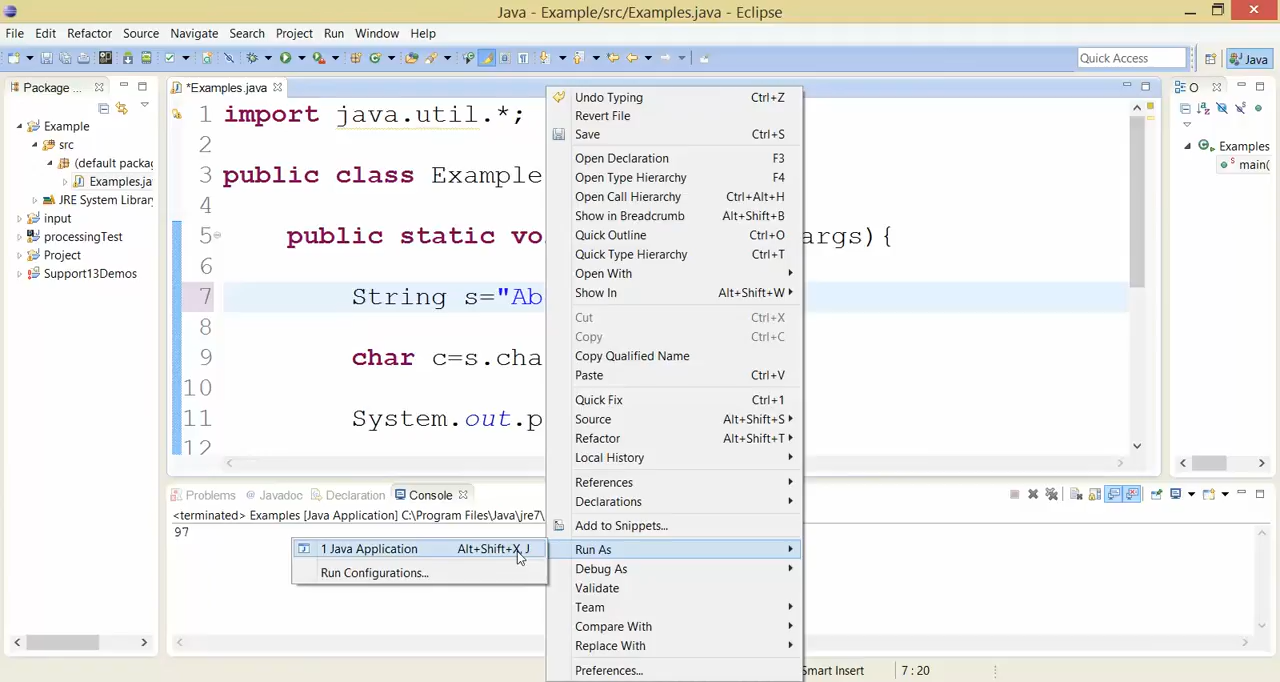 Java - Example/src/Examples.java - Eclipse
File Edit Refactor Source Navigate Search Project Run Window Help
Quick Access
Java
Package ...
*Examples.java
O
Example
src
(default packag
Examples.ja
JRE System Library
input
processingTest
Project
Support13Demos
1 import java.util.*;
2
3 public class Example
4
5 public static vo args){
6
7 String s="Ab
8
9 char c=s.cha
10
11 System.out.p
12
Undo Typing Ctrl+Z
Revert File
Save Ctrl+S
Open Declaration F3
Open Type Hierarchy F4
Open Call Hierarchy Ctrl+Alt+H
Show in Breadcrumb Alt+Shift+B
Quick Outline Ctrl+O
Quick Type Hierarchy Ctrl+T
Open With
Show In Alt+Shift+W
Cut Ctrl+X
Copy Ctrl+C
Copy Qualified Name
Paste Ctrl+V
Quick Fix Ctrl+1
Source Alt+Shift+S
Refactor Alt+Shift+T
Local History
References
Declarations
Add to Snippets...
Run As
Debug As
Validate
Team
Compare With
Replace With
Preferences...
1 Java Application Alt+Shift+X, J
Run Configurations...
Examples
main(
Problems @ Javadoc Declaration Console
<terminated> Examples [Java Application] C:\Program Files\Java\jre7\
97
Smart Insert 7 : 20